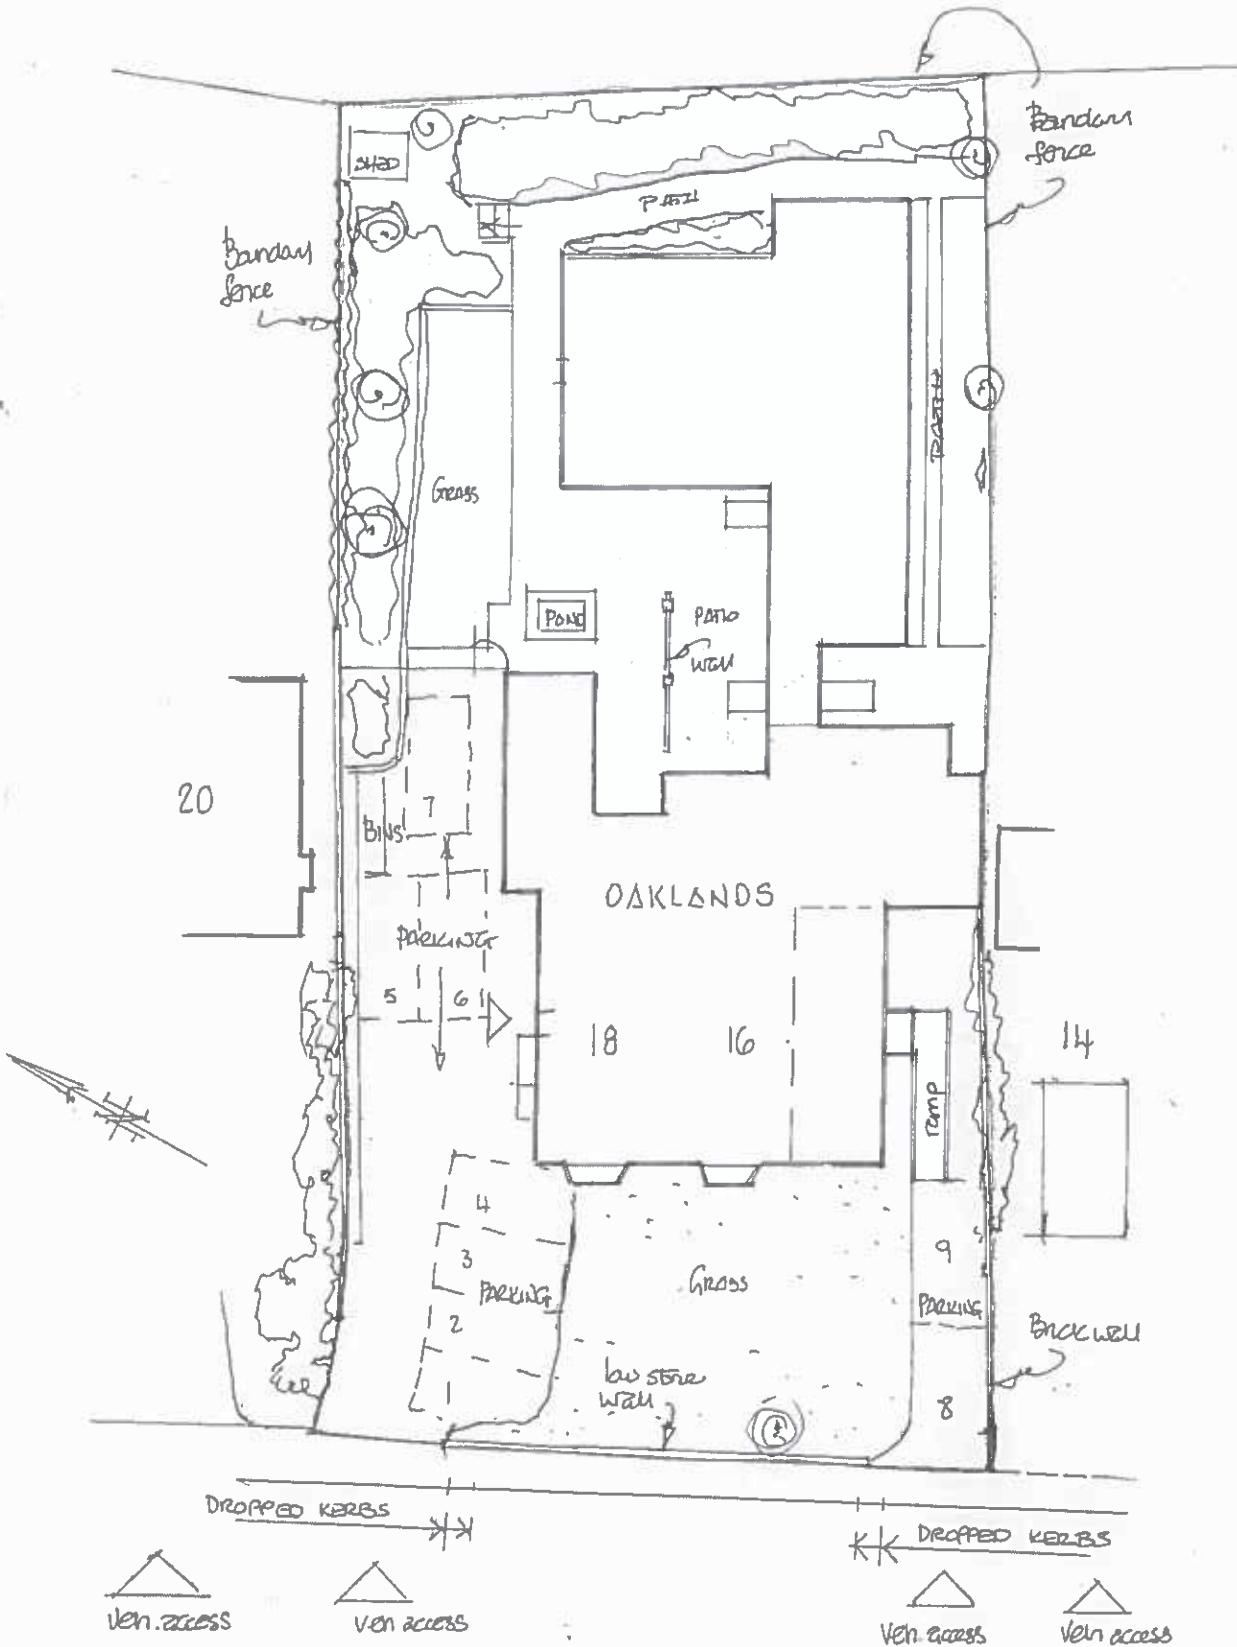 Boundary
fence
SHED
PATH
Boundary
fence
PATH
GRASS
POND
PATIO
WALL
20
7
BINS
OAKLANDS
PARKING
5
6
18
16
14
ramp
4
3
PARKING
2
GRASS
9
PARKING
Brick wall
low stone
wall
8
DROPPED KERBS
DROPPED KERBS
Veh. access
Veh access
Veh. access
Veh access